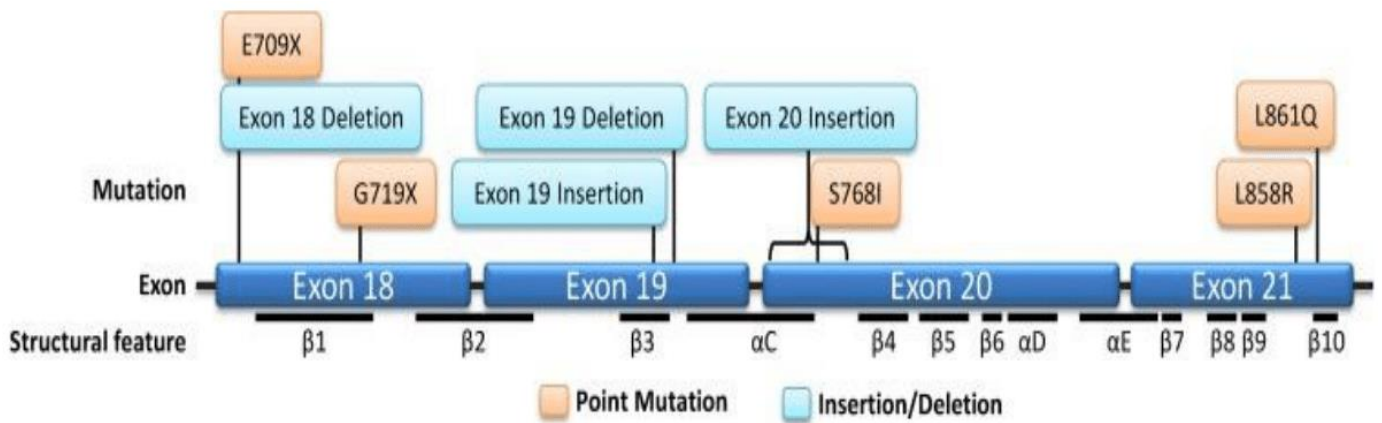 E709X
Exon 18 Deletion Exon 19 Deletion Exon 20 Insertion L861Q
Mutation G719X Exon 19 Insertion S768I L858R
Exon Exon 18 Exon 19 Exon 20 Exon 21
Structural feature β1 β2 β3 αC β4 β5 β6 αD αE β7 β8 β9 β10
Point Mutation Insertion/Deletion